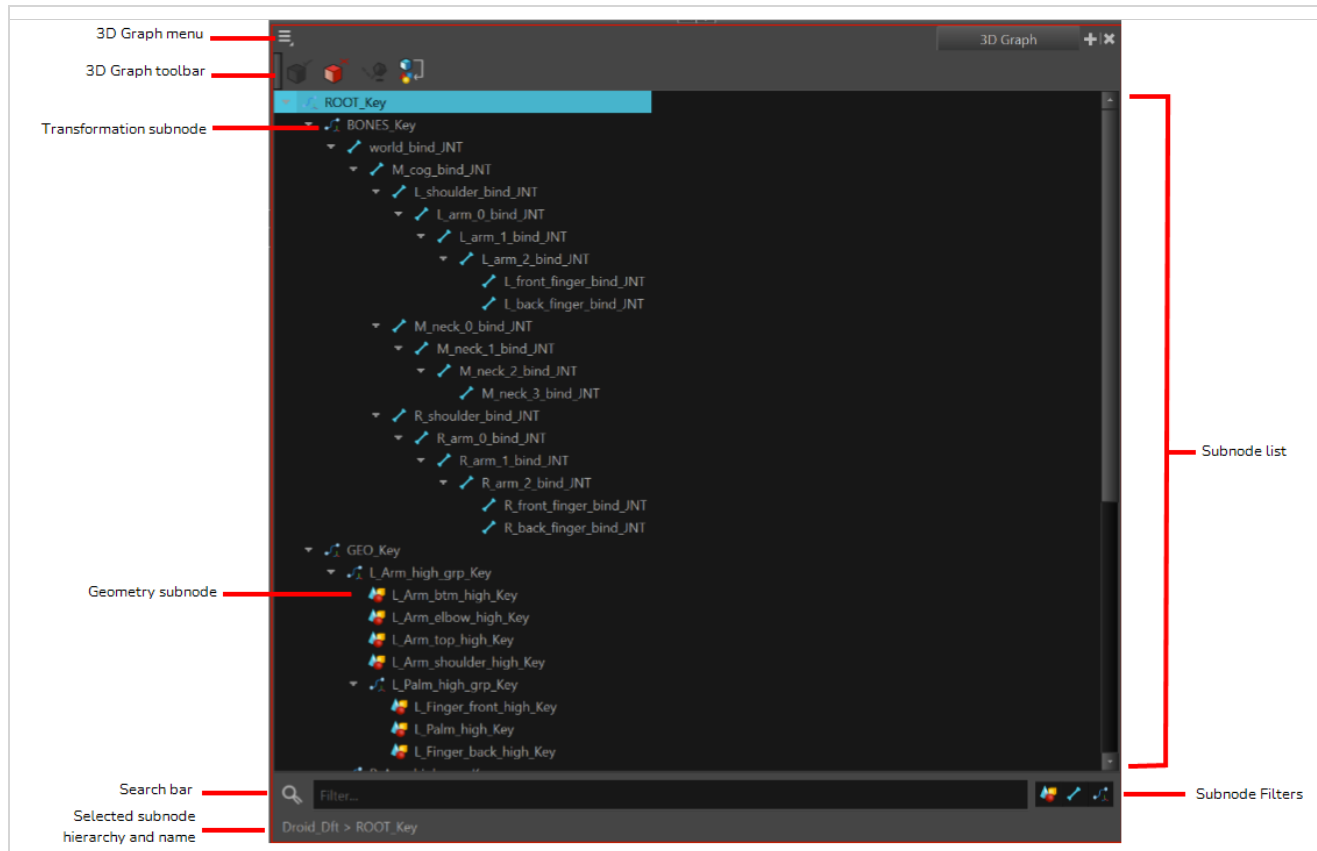 3D Graph menu
3D Graph
3D Graph toolbar
ROOT_Key
Transformation subnode
BONES_Key
world_bind_JNT
M_cog_bind_JNT
L_shoulder_bind_JNT
L_arm_0_bind_JNT
L_arm_1_bind_JNT
L_arm_2_bind_JNT
L_front_finger_bind_JNT
L_back_finger_bind_JNT
M_neck_0_bind_JNT
M_neck_1_bind_JNT
M_neck_2_bind_JNT
M_neck_3_bind_JNT
R_shoulder_bind_JNT
R_arm_0_bind_JNT
R_arm_1_bind_JNT
R_arm_2_bind_JNT
R_front_finger_bind_JNT
R_back_finger_bind_JNT
Subnode list
GEO_Key
L_Arm_high_grp_Key
Geometry subnode
L_Arm_btm_high_Key
L_Arm_elbow_high_Key
L_Arm_top_high_Key
L_Arm_shoulder_high_Key
L_Palm_high_grp_Key
L_Finger_front_high_Key
L_Palm_high_Key
L_Finger_back_high_Key
Search bar
Filter...
Subnode Filters
Selected subnode
hierarchy and name
Droid_Dft > ROOT_Key